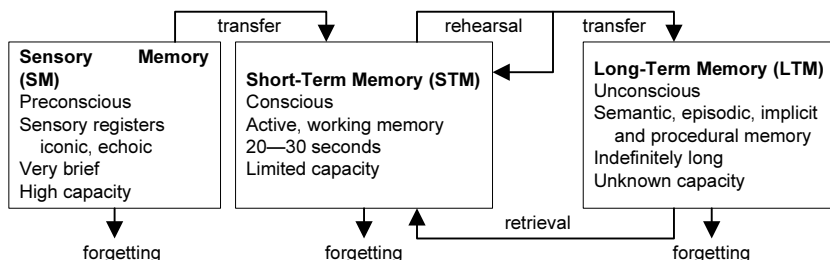 transfer
rehearsal
transfer
Sensory Memory
(SM)
Preconscious
Sensory registers
iconic, echoic
Very brief
High capacity
Short-Term Memory (STM)
Conscious
Active, working memory
20—30 seconds
Limited capacity
Long-Term Memory (LTM)
Unconscious
Semantic, episodic, implicit
and procedural memory
Indefinitely long
Unknown capacity
retrieval
forgetting
forgetting
forgetting